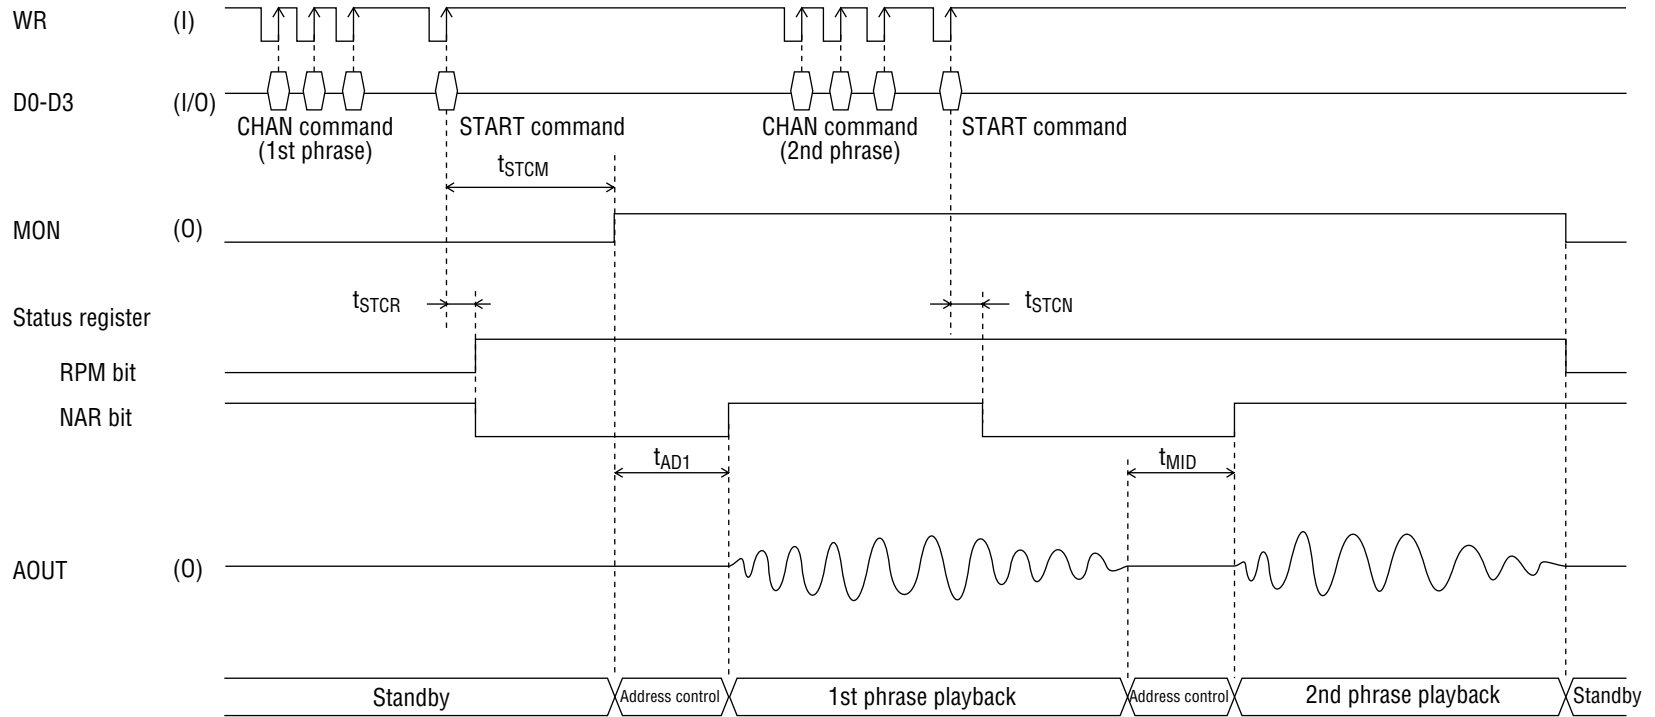 WR (I)
D0-D3 (I/O)
CHAN command START command CHAN command START command
(1st phrase) (2nd phrase)
tSTCM
MON (O)
tSTCR tSTCN
Status register
RPM bit
NAR bit
tAD1 tMID
AOUT (O)
Standby Address control 1st phrase playback Address control 2nd phrase playback Standby